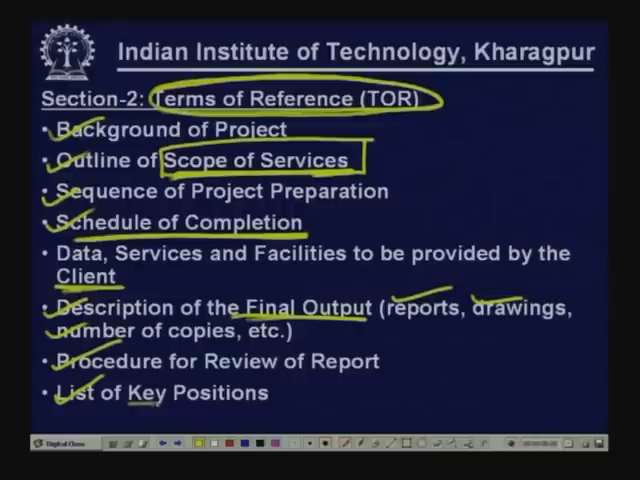 Indian Institute of Technology, Kharagpur
Section-2: Terms of Reference (TOR)
• Background of Project
• Outline of Scope of Services
• Sequence of Project Preparation
• Schedule of Completion
• Data, Services and Facilities to be provided by the
Client
• Description of the Final Output (reports, drawings,
number of copies, etc.)
• Procedure for Review of Report
• List of Key Positions